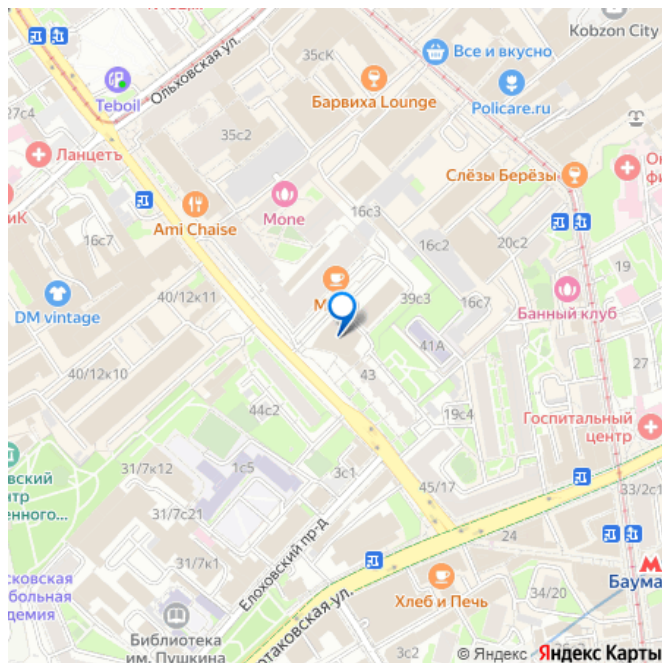 Kobzon City
35сК
Все и вкусно
Teboil
Ольховская ул.
Барвиха Lounge
Policare.ru
27с4
35с2
Ланцетъ
Слёзы Берёзы
Ami Chaise
Mone
16с3
16с7
16с2
20с2
19
40/12к11
39с3
16с7
Банный клуб
DM vintage
41А
40/12к10
43
27
44с2
19с4
Госпитальный
центр
31/7к12
1с5
3с1
45/17
33/2с1
31/7с21
24
31/7к1
Елоховский пр-д
Баума
34/20
Хлеб и Печь
Библиотека
им. Пушкина
3с2
© Яндекс Яндекс Карты